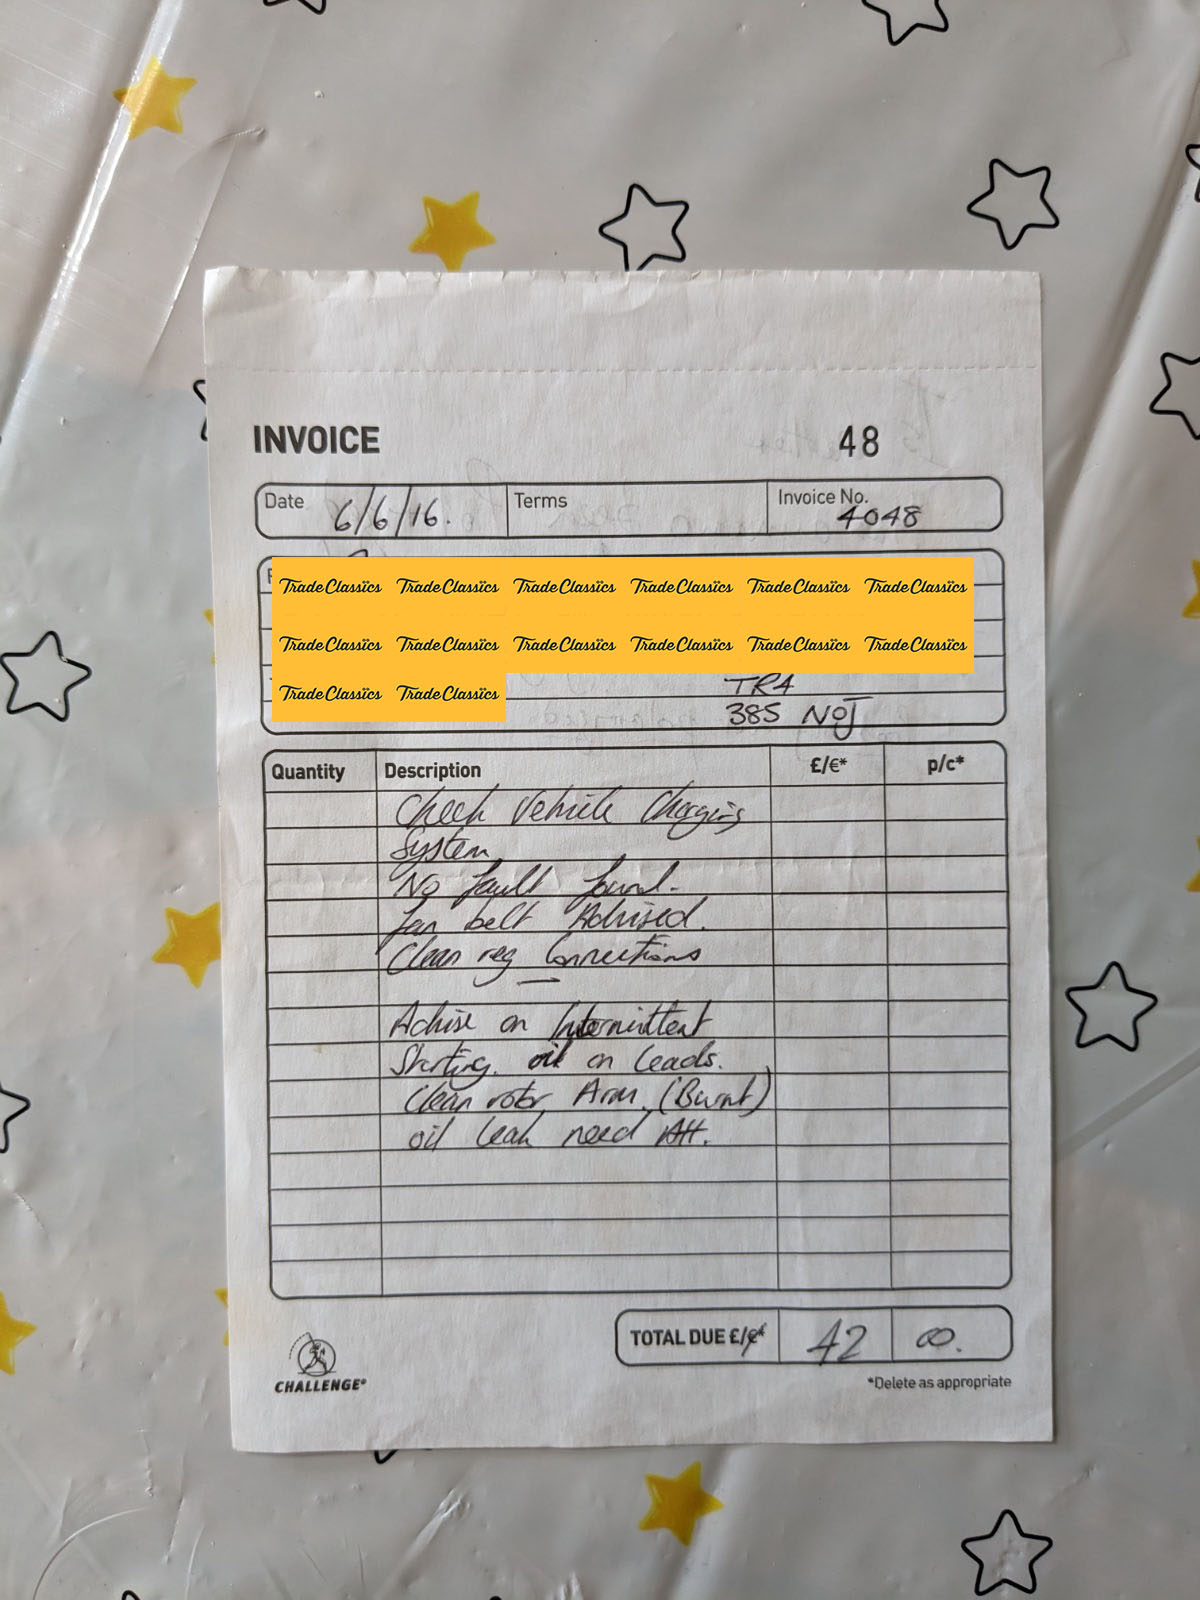 INVOICE 48
Date 6/6/16. Terms Invoice No. 4048
TradeClassics TradeClassics TradeClassics TradeClassics TradeClassics TradeClassics
TradeClassics TradeClassics TradeClassics TradeClassics TradeClassics TradeClassics
TradeClassics TradeClassics
TR4
385 NOJ
Quantity Description £/€* p/c*
Check Vehicle Charging
System
No fault found.
fan belt Advised.
Clean reg Connections
Advise on Intermittent
Starting. oil on leads.
Clean rotor Arm (Burnt)
oil leak need Att.
TOTAL DUE £/€* 42 00.
CHALLENGE®
*Delete as appropriate